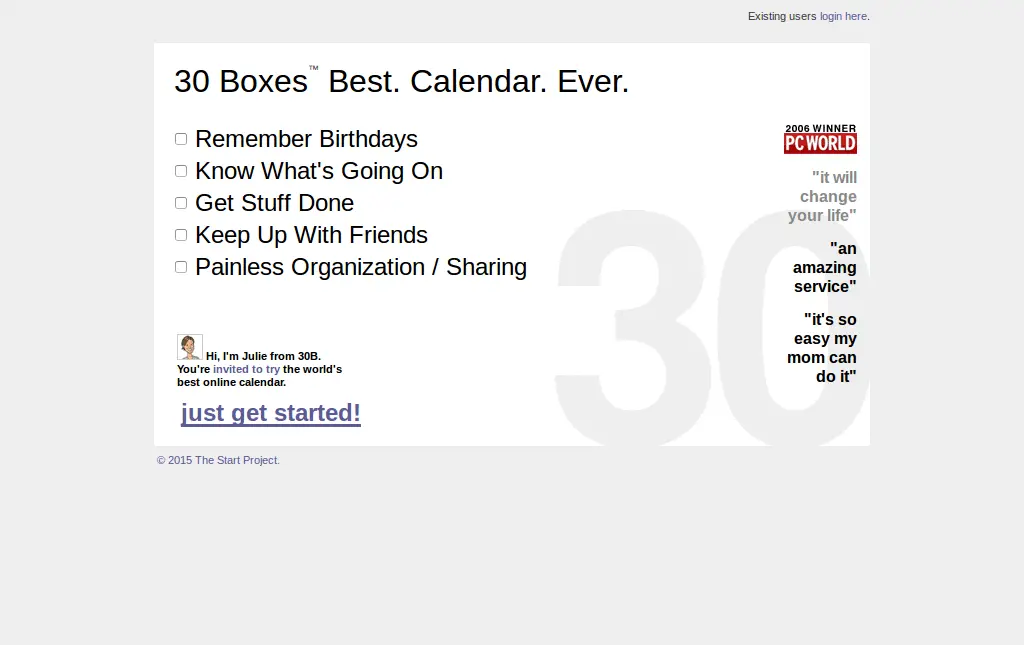 Existing users login here.
30 Boxes™ Best. Calendar. Ever.
Remember Birthdays
Know What's Going On
Get Stuff Done
Keep Up With Friends
Painless Organization / Sharing
2006 WINNER
PC WORLD
"it will
change
your life"
"an
amazing
service"
"it's so
easy my
mom can
do it"
30
Hi, I'm Julie from 30B.
You're invited to try the world's
best online calendar.
just get started!
© 2015 The Start Project.